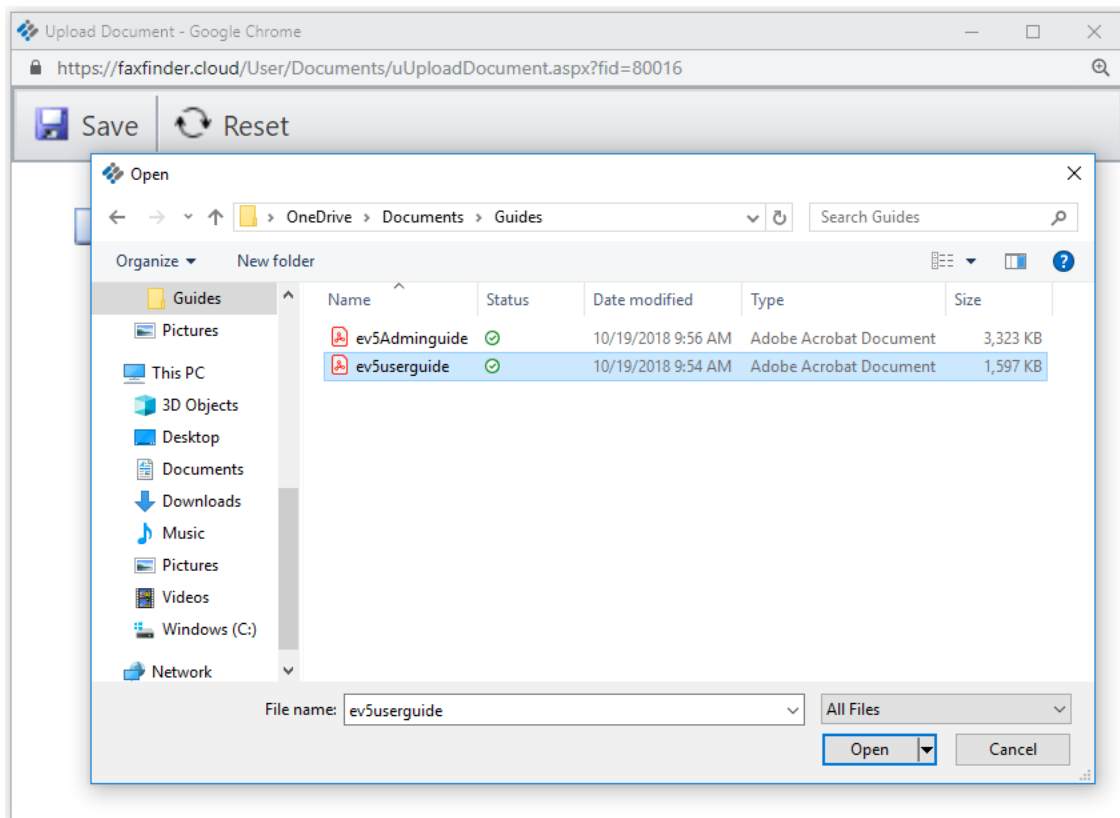 Upload Document - Google Chrome
https://faxfinder.cloud/User/Documents/uUploadDocument.aspx?fid=80016
Save Reset
Open
OneDrive > Documents > Guides Search Guides
Organize New folder ?
Guides Name Status Date modified Type Size
Pictures ev5Adminguide 10/19/2018 9:56 AM Adobe Acrobat Document 3,323 KB
This PC ev5userguide 10/19/2018 9:54 AM Adobe Acrobat Document 1,597 KB
3D Objects
Desktop
Documents
Downloads
Music
Pictures
Videos
Windows (C:)
Network
File name: ev5userguide All Files
Open Cancel